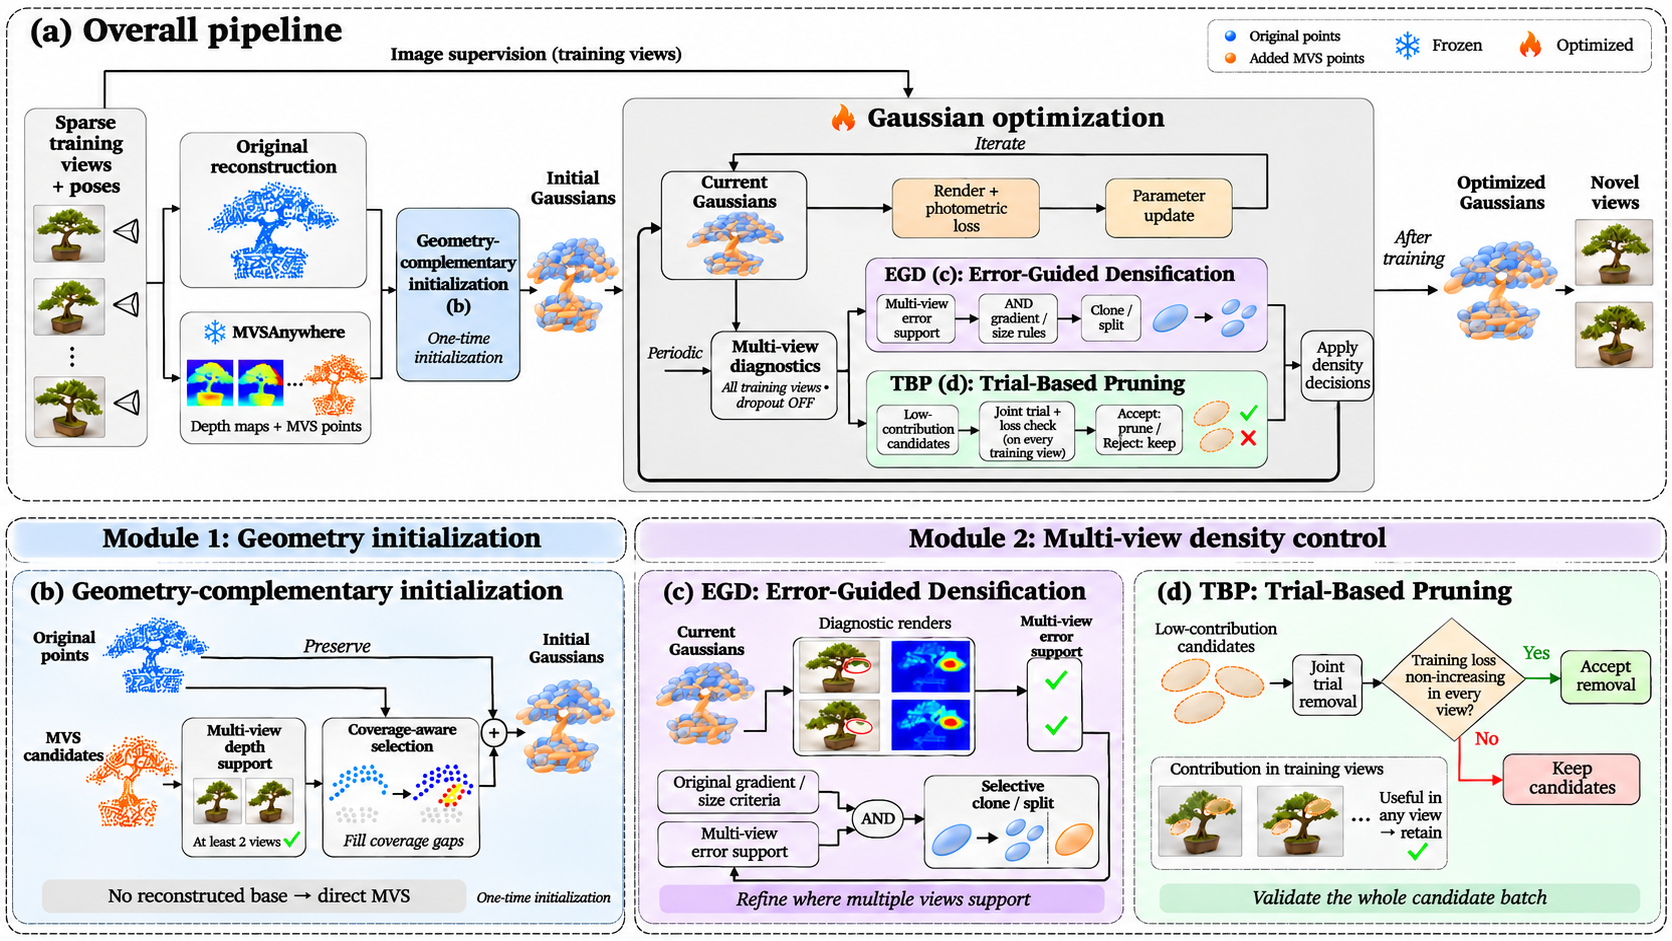 (a) Overall pipeline
Image supervision (training views)
Original points
Added MVS points
Frozen
Optimized
Sparse
training
views
+ poses
Original
reconstruction
MVSAnywhere
Depth maps + MVS points
Geometry-
complementary
initialization
(b)
One-time
initialization
Initial
Gaussians
Gaussian optimization
Iterate
Current
Gaussians
Render +
photometric
loss
Parameter
update
Periodic
Multi-view
diagnostics
All training views •
dropout OFF
EGD (c): Error-Guided Densification
Multi-view
error
support
AND
gradient /
size rules
Clone /
split
TBP (d): Trial-Based Pruning
Low-
contribution
candidates
Joint trial +
loss check
(on every
training view)
Accept:
prune /
Reject: keep
Apply
density
decisions
After
training
Optimized
Gaussians
Novel
views
Module 1: Geometry initialization
(b) Geometry-complementary initialization
Original
points
Preserve
Initial
Gaussians
MVS
candidates
Multi-view
depth
support
At least 2 views
Coverage-aware
selection
Fill coverage gaps
+
No reconstructed base → direct MVS
One-time initialization
Module 2: Multi-view density control
(c) EGD: Error-Guided Densification
Current
Gaussians
Diagnostic renders
Multi-view
error
support
Original gradient /
size criteria
Multi-view
error support
AND
Selective
clone / split
Refine where multiple views support
(d) TBP: Trial-Based Pruning
Low-contribution
candidates
Joint
trial
removal
Training loss
non-increasing
in every
view?
Yes
Accept
removal
No
Keep
candidates
Contribution in training views
...
Useful in
any view
→ retain
Validate the whole candidate batch